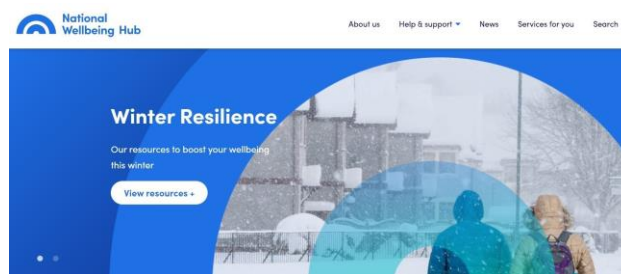 National
Wellbeing Hub
About us
Help & support
News
Services for you
Search
Winter Resilience
Our resources to boost your wellbeing
this winter
View resources +